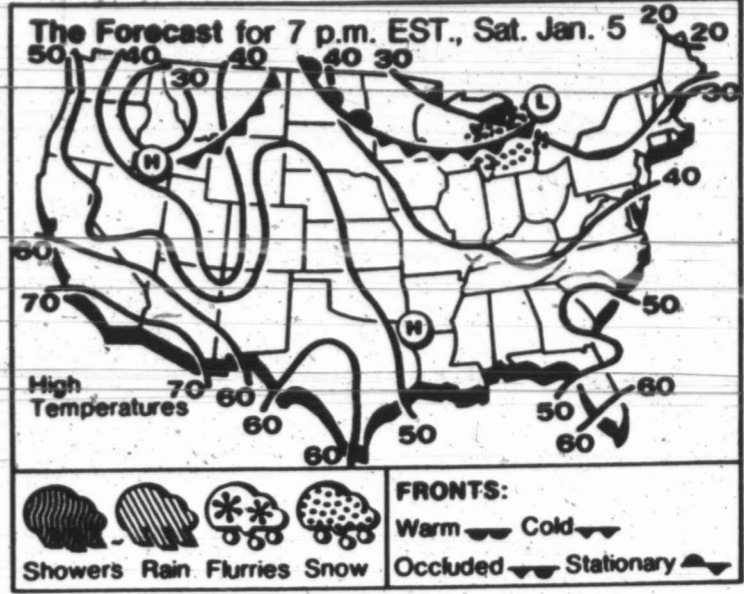 The Forecast for 7 p.m. EST., Sat. Jan. 5
20
20
50
40
40
40
30
30
30
L
H
40
60
70
H
50
High
Temperatures
70
60
60
60
50
50
60
60
Showers Rain Flurries Snow
FRONTS:
Warm Cold
Occluded Stationary